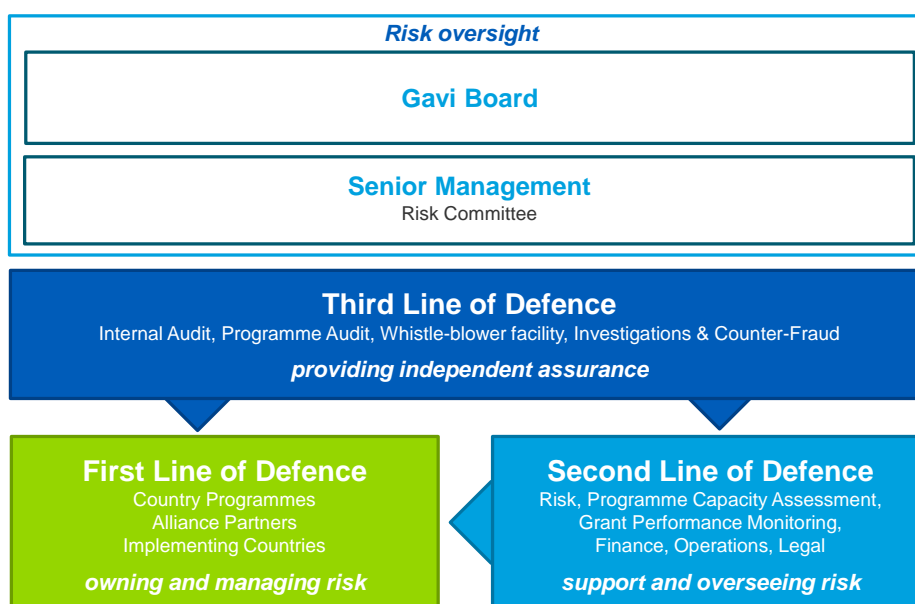 Risk oversight
Gavi Board
Senior Management
Risk Committee
Third Line of Defence
Internal Audit, Programme Audit, Whistle-blower facility, Investigations & Counter-Fraud
providing independent assurance
First Line of Defence
Country Programmes
Alliance Partners
Implementing Countries
owning and managing risk
Second Line of Defence
Risk, Programme Capacity Assessment,
Grant Performance Monitoring,
Finance, Operations, Legal
support and overseeing risk